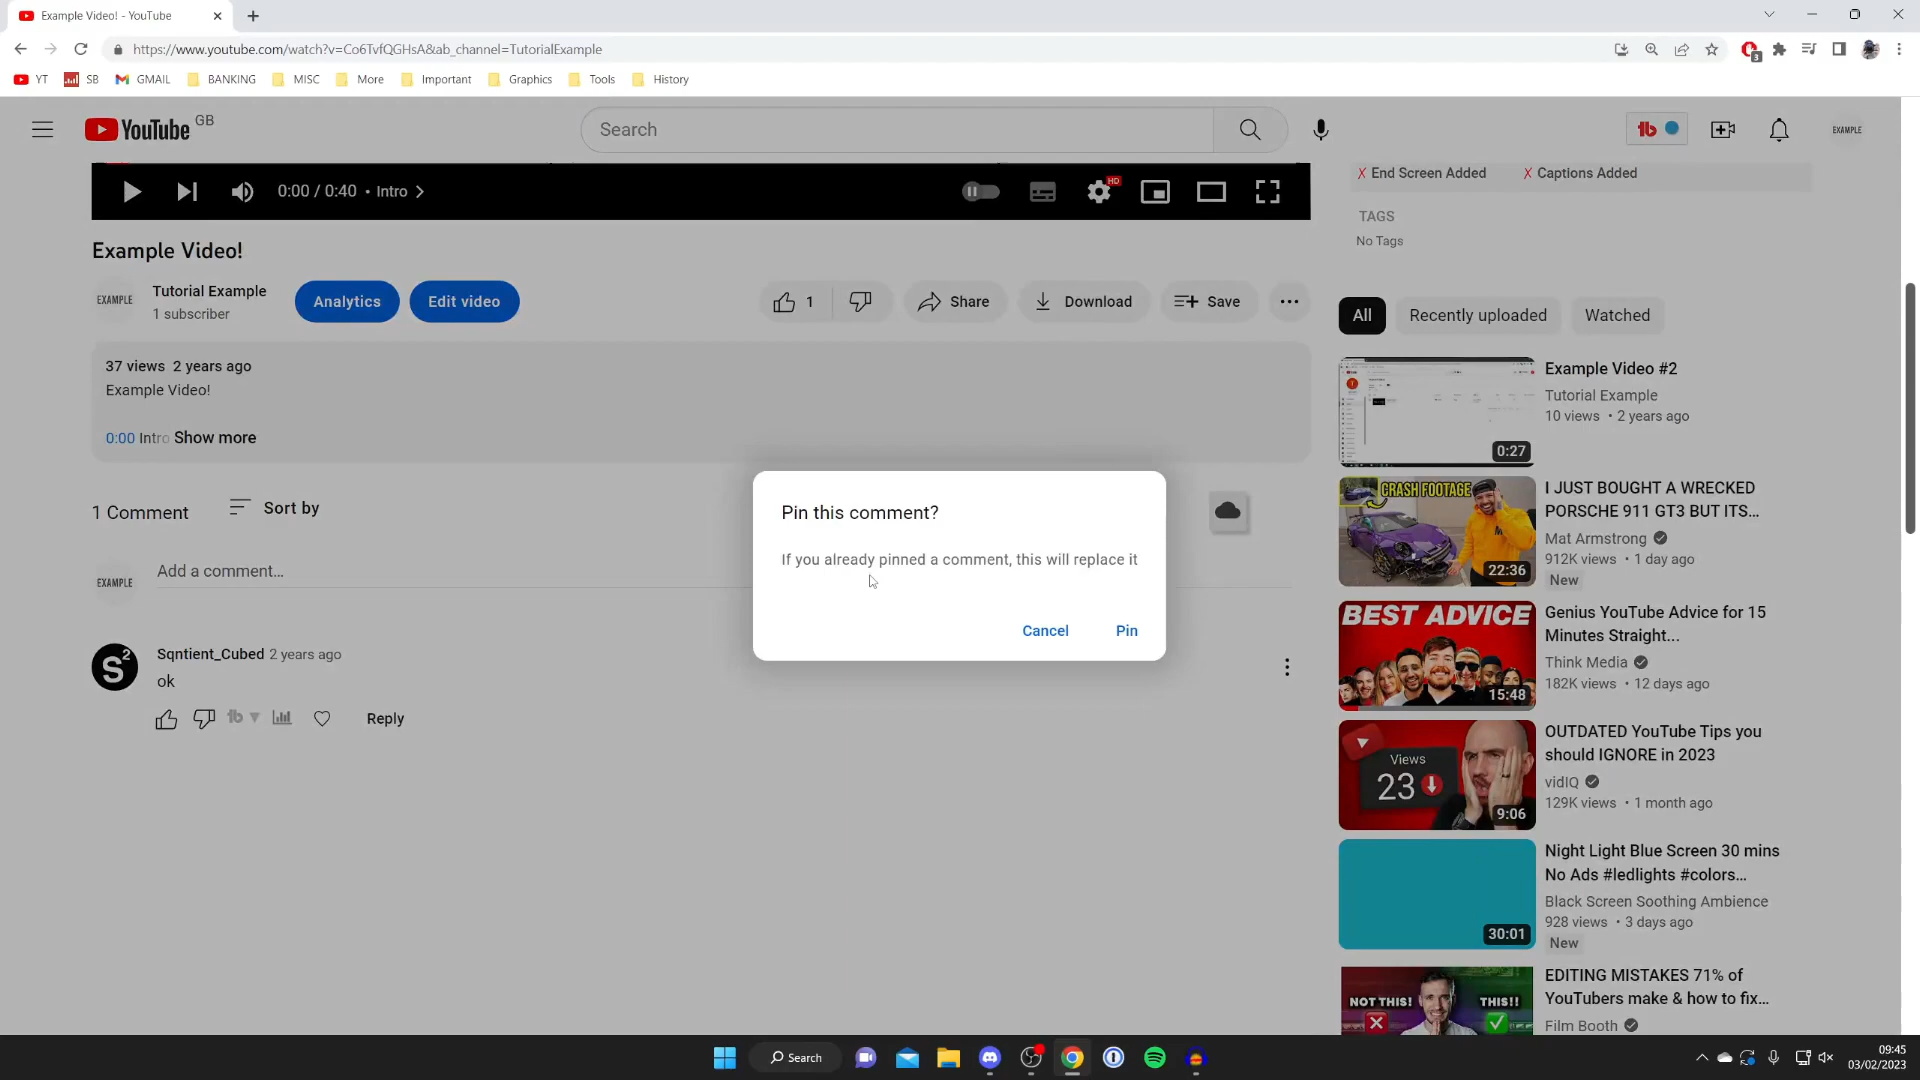 Example Video! - YouTube
https://www.youtube.com/watch?v=Co6TvfQGHsA&ab_channel=TutorialExample
3
YT SB GMAIL BANKING MISC More Important Graphics Tools History
YouTube GB
Search
EXAMPLE
0:00 / 0:40 • Intro
HD
Example Video!
EXAMPLE
Tutorial Example
1 subscriber
Analytics
Edit video
1
Share
Download
Save
37 views 2 years ago
Example Video!
0:00 Intro Show more
1 Comment
Sort by
EXAMPLE
Add a comment...
S2
Sqntient_Cubed 2 years ago
ok
Reply
Pin this comment?
If you already pinned a comment, this will replace it
Cancel
Pin
X End Screen Added
X Captions Added
TAGS
No Tags
All
Recently uploaded
Watched
0:27
Example Video #2
Tutorial Example
10 views • 2 years ago
CRASH FOOTAGE
22:36
I JUST BOUGHT A WRECKED
PORSCHE 911 GT3 BUT ITS...
Mat Armstrong
912K views • 1 day ago
New
BEST ADVICE
15:48
Genius YouTube Advice for 15
Minutes Straight...
Think Media
182K views • 12 days ago
Views
23
9:06
OUTDATED YouTube Tips you
should IGNORE in 2023
vidIQ
129K views • 1 month ago
30:01
Night Light Blue Screen 30 mins
No Ads #ledlights #colors...
Black Screen Soothing Ambience
928 views • 3 days ago
New
NOT THIS!
THIS!!
EDITING MISTAKES 71% of
YouTubers make & how to fix...
Film Booth
Search
09:45
03/02/2023